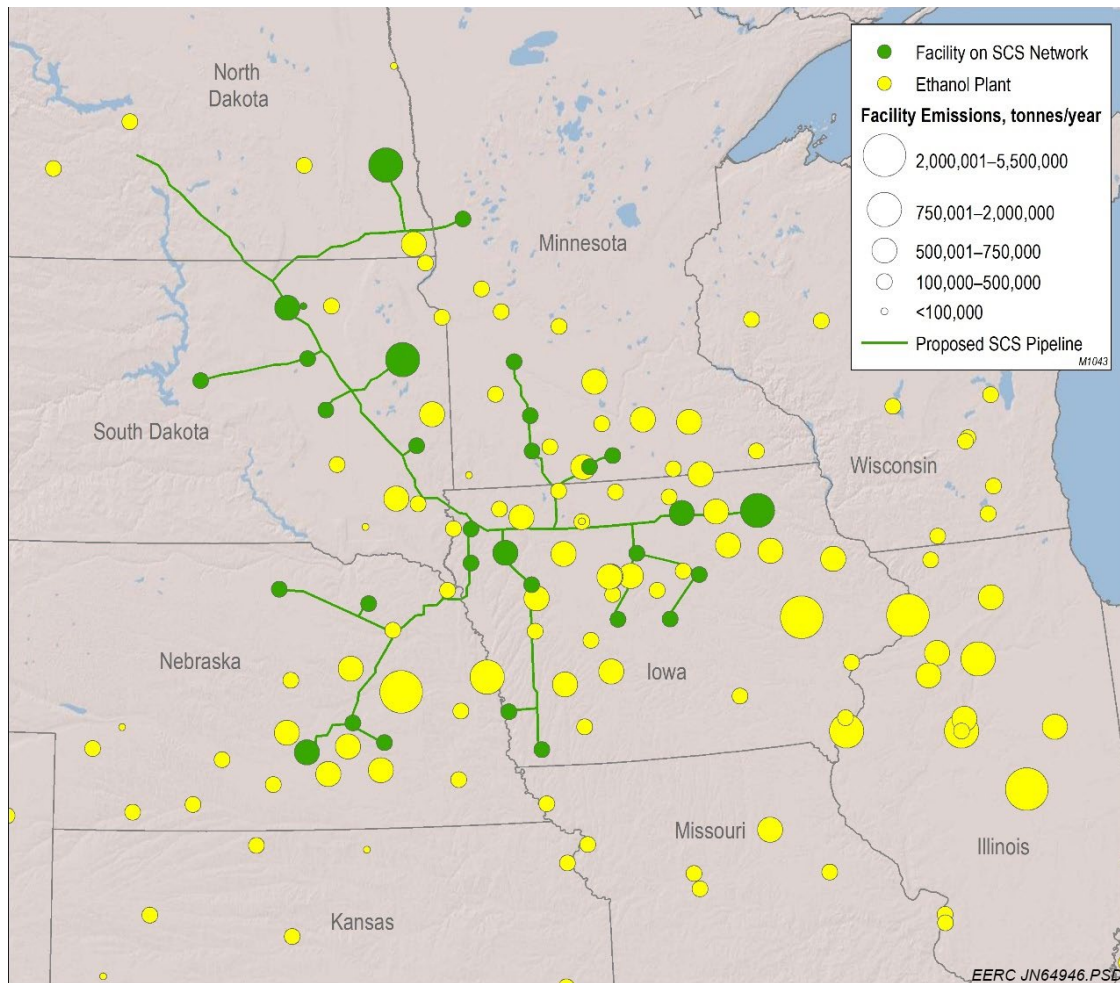 North
Dakota
Facility on SCS Network
Ethanol Plant
Facility Emissions, tonnes/year
2,000,001–5,500,000
750,001–2,000,000
500,001–750,000
100,000–500,000
<100,000
Proposed SCS Pipeline
M1043
Minnesota
South Dakota
Wisconsin
Nebraska
Iowa
Missouri
Illinois
Kansas
EERC JN64946.PSD